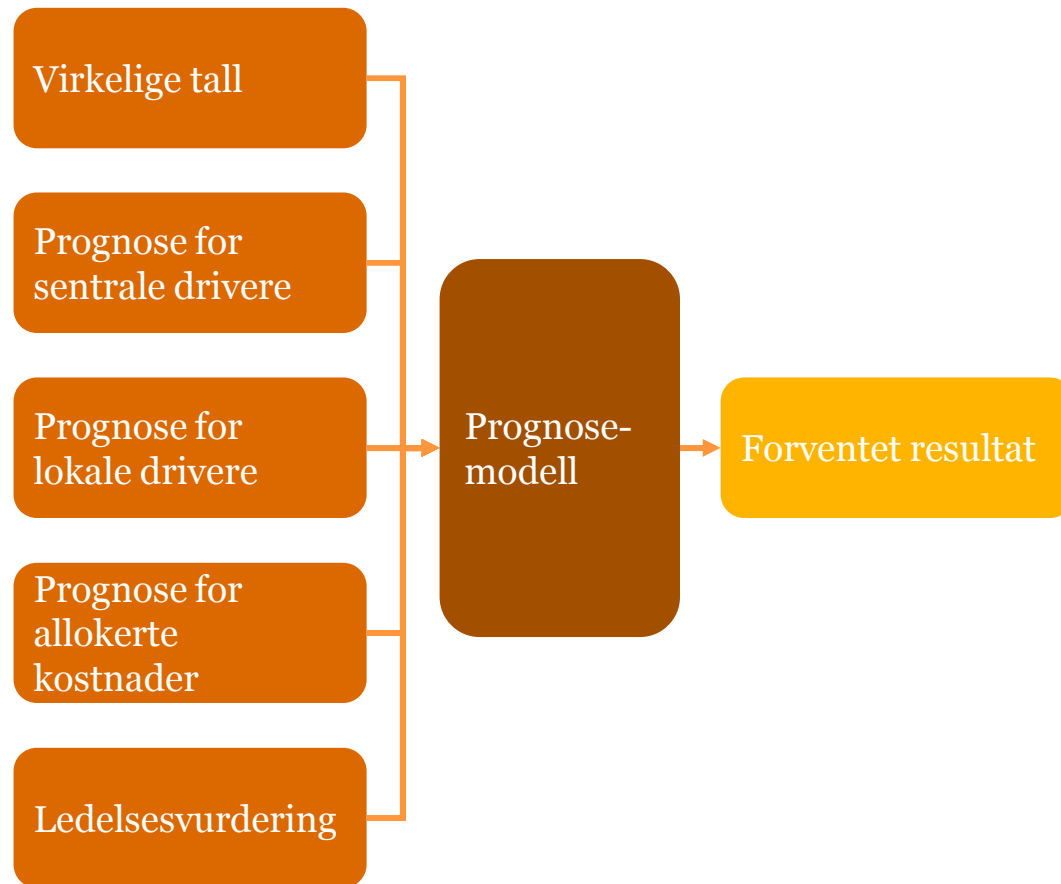 Virkelige tall
Prognose for
sentrale drivere
Prognose for
lokale drivere
Prognose for
allokerte
kostnader
Ledelsesvurdering
Prognose-
modell
Forventet resultat